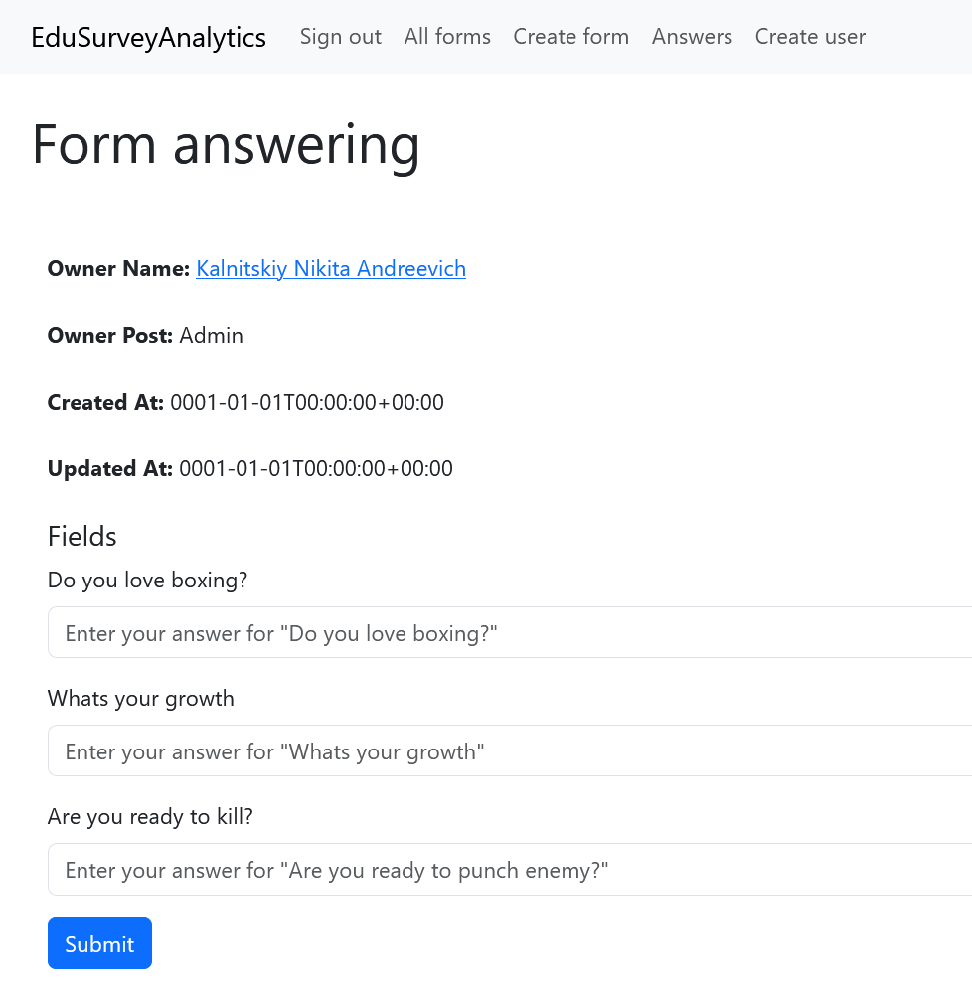 EduSurveyAnalytics Sign out All forms Create form Answers Create user
Form answering
Owner Name: Kalnitskiy Nikita Andreevich
Owner Post: Admin
Created At: 0001-01-01T00:00:00+00:00
Updated At: 0001-01-01T00:00:00+00:00
Fields
Do you love boxing?
Enter your answer for "Do you love boxing?"
Whats your growth
Enter your answer for "Whats your growth"
Are you ready to kill?
Enter your answer for "Are you ready to punch enemy?"
Submit